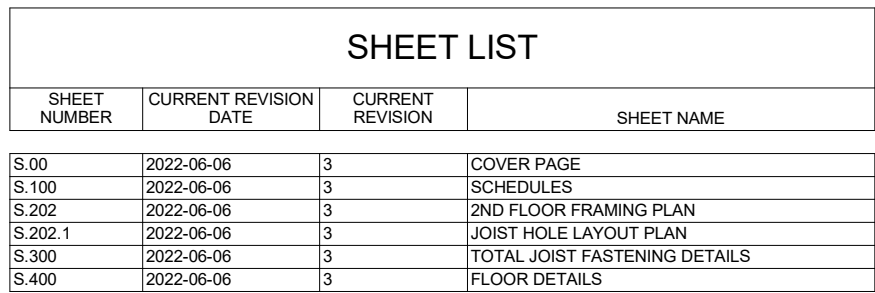 SHEET LIST
SHEET NUMBER CURRENT REVISION DATE CURRENT REVISION SHEET NAME
S.00 2022-06-06 3 COVER PAGE
S.100 2022-06-06 3 SCHEDULES
S.202 2022-06-06 3 2ND FLOOR FRAMING PLAN
S.202.1 2022-06-06 3 JOIST HOLE LAYOUT PLAN
S.300 2022-06-06 3 TOTAL JOIST FASTENING DETAILS
S.400 2022-06-06 3 FLOOR DETAILS